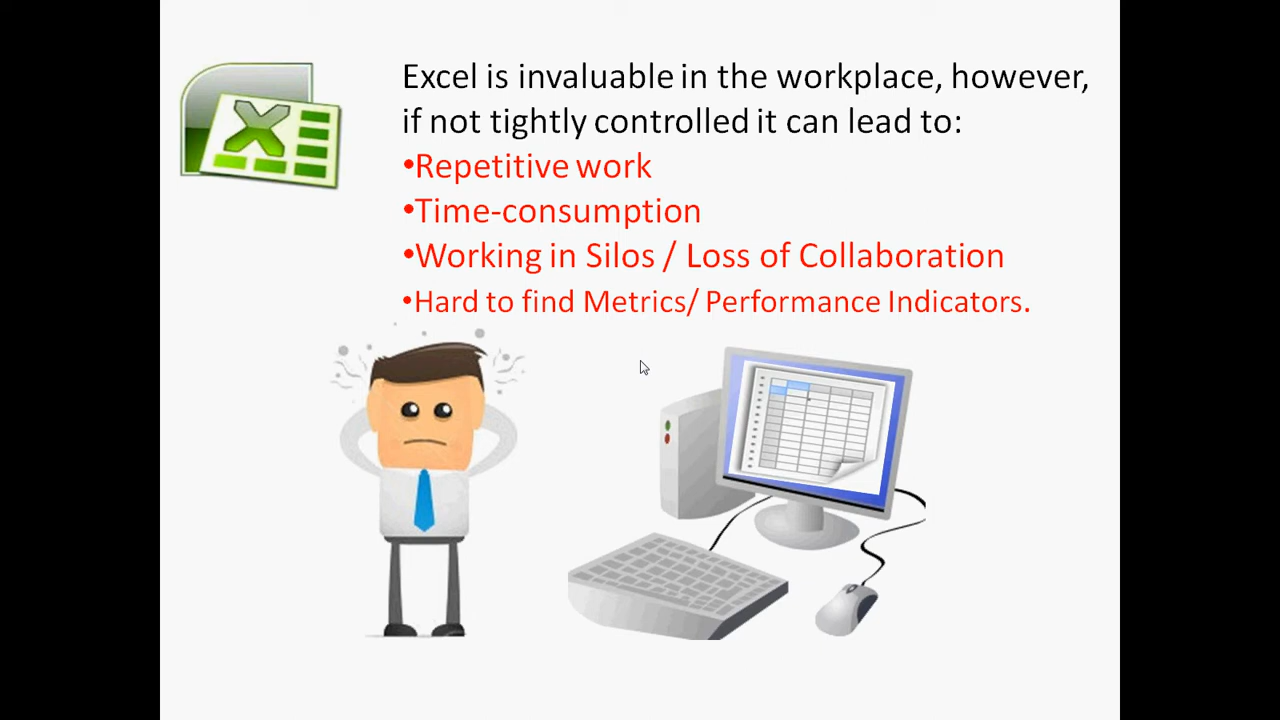 Excel is invaluable in the workplace, however,
if not tightly controlled it can lead to:
•Repetitive work
•Time-consumption
•Working in Silos / Loss of Collaboration
•Hard to find Metrics/ Performance Indicators.